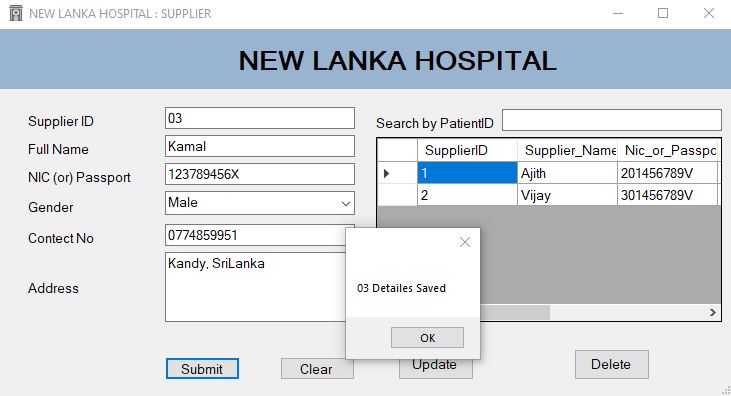 NEW LANKA HOSPITAL : SUPPLIER
NEW LANKA HOSPITAL
Supplier ID 03
Full Name Kamal
NIC (or) Passport 123789456X
Gender Male
Contect No 0774859951
Address Kandy, SriLanka
Search by PatientID
SupplierID Supplier_Name Nic_or_Passpo
1 Ajith 201456789V
2 Vijay 301456789V
03 Detailes Saved
OK
Submit Clear Update Delete